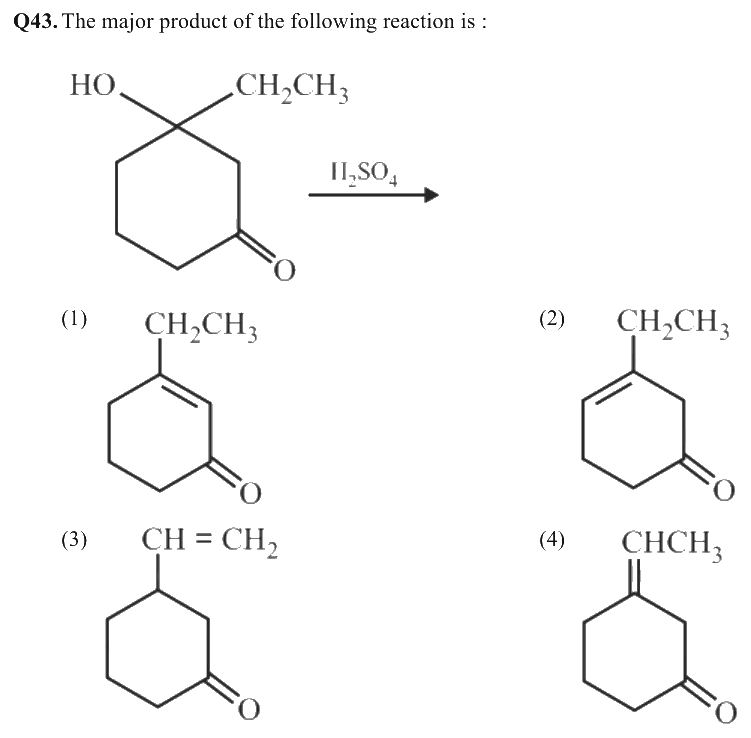 Q43. The major product of the following reaction is :
HO
CH₂CH₃
H₂SO₄
O
(1) CH₂CH₃
O
(2) CH₂CH₃
O
(3) CH = CH₂
O
(4) CHCH₃
O